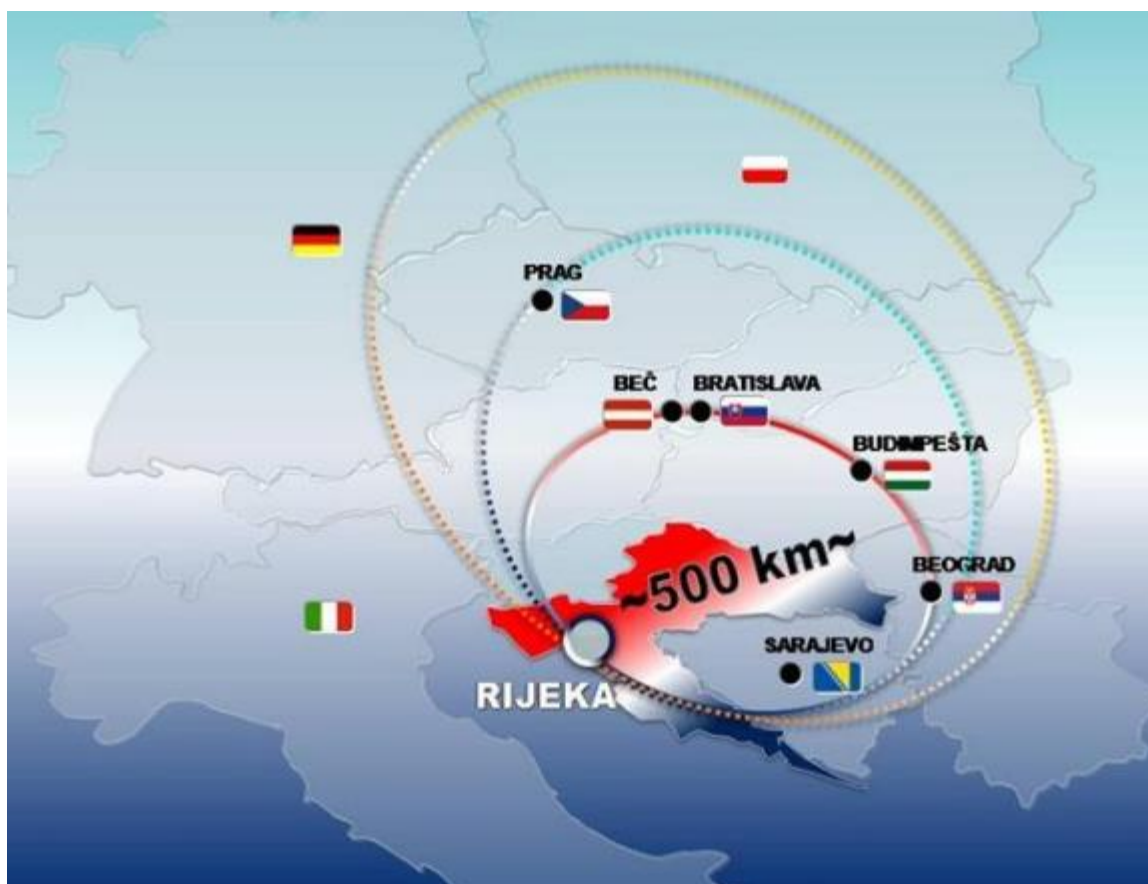 PRAG
BEČ
BRATISLAVA
BUDIMPEŠTA
~500 km~
BEOGRAD
SARAJEVO
RIJEKA